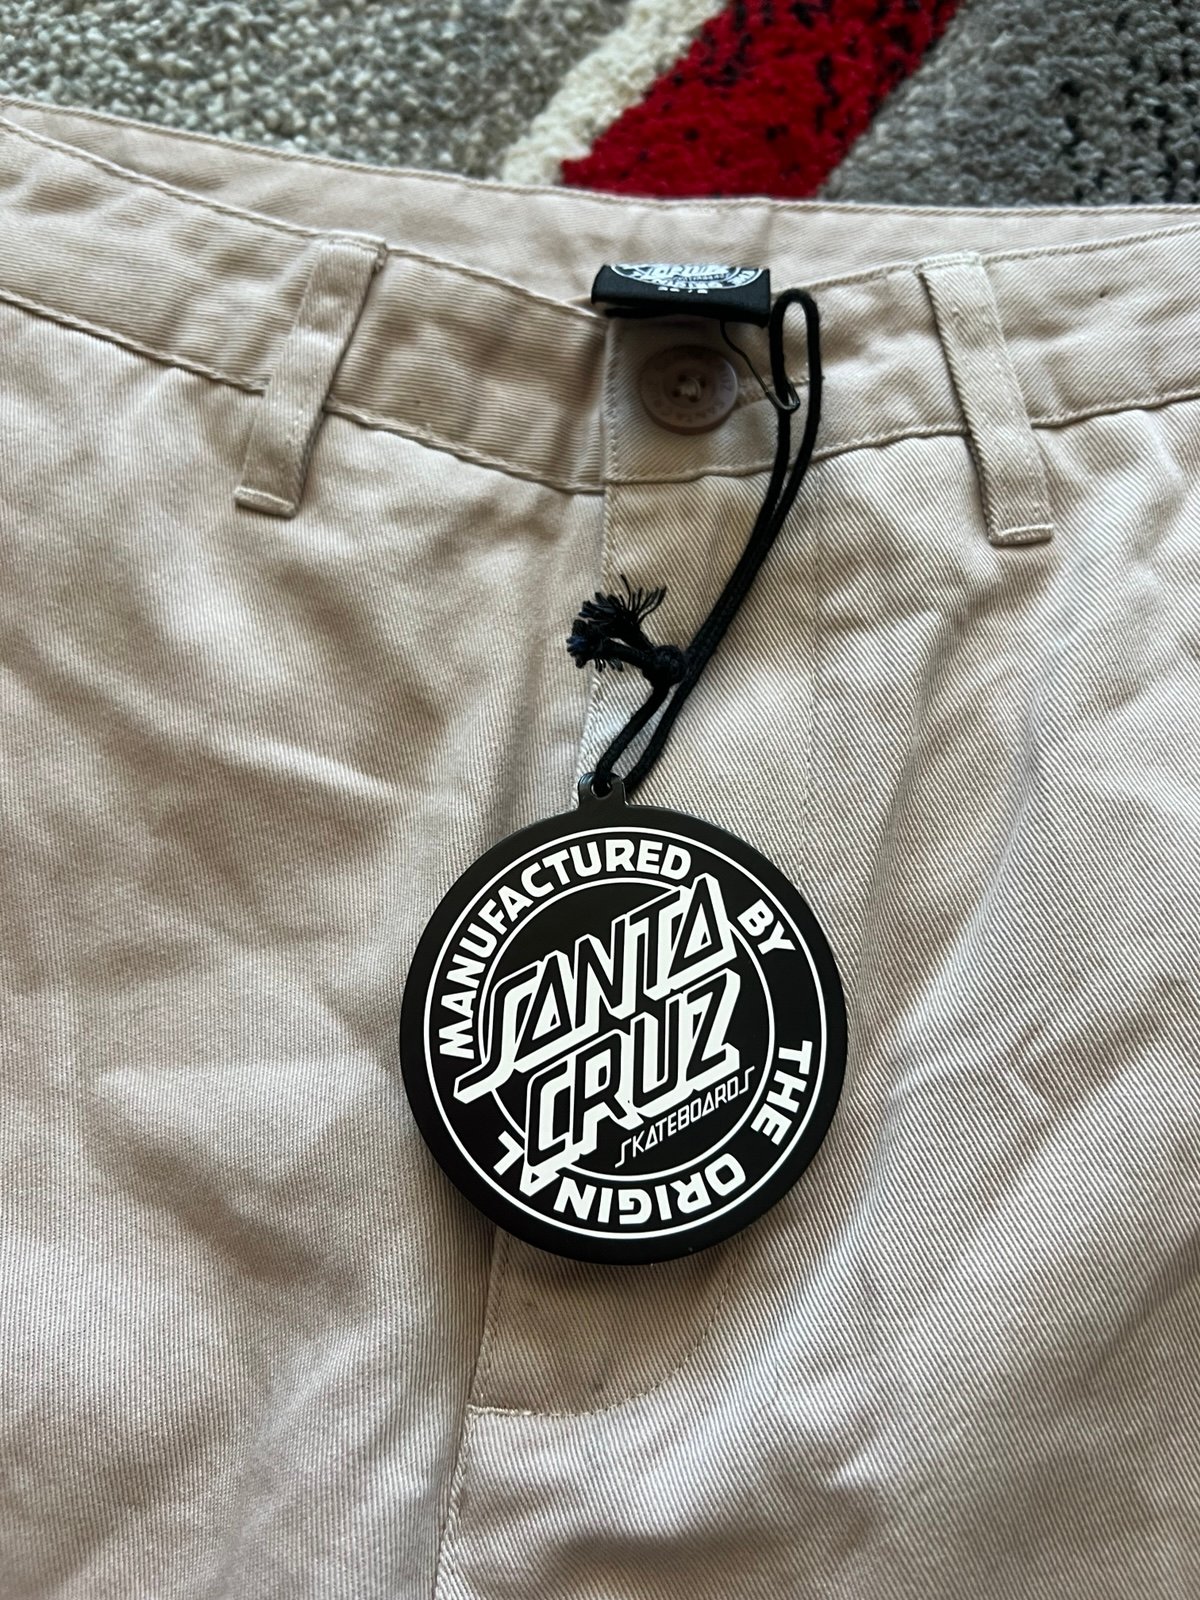 MANUFACTURED BY THE ORIGINAL
SANTA
CRUZ
SKATEBOARDS